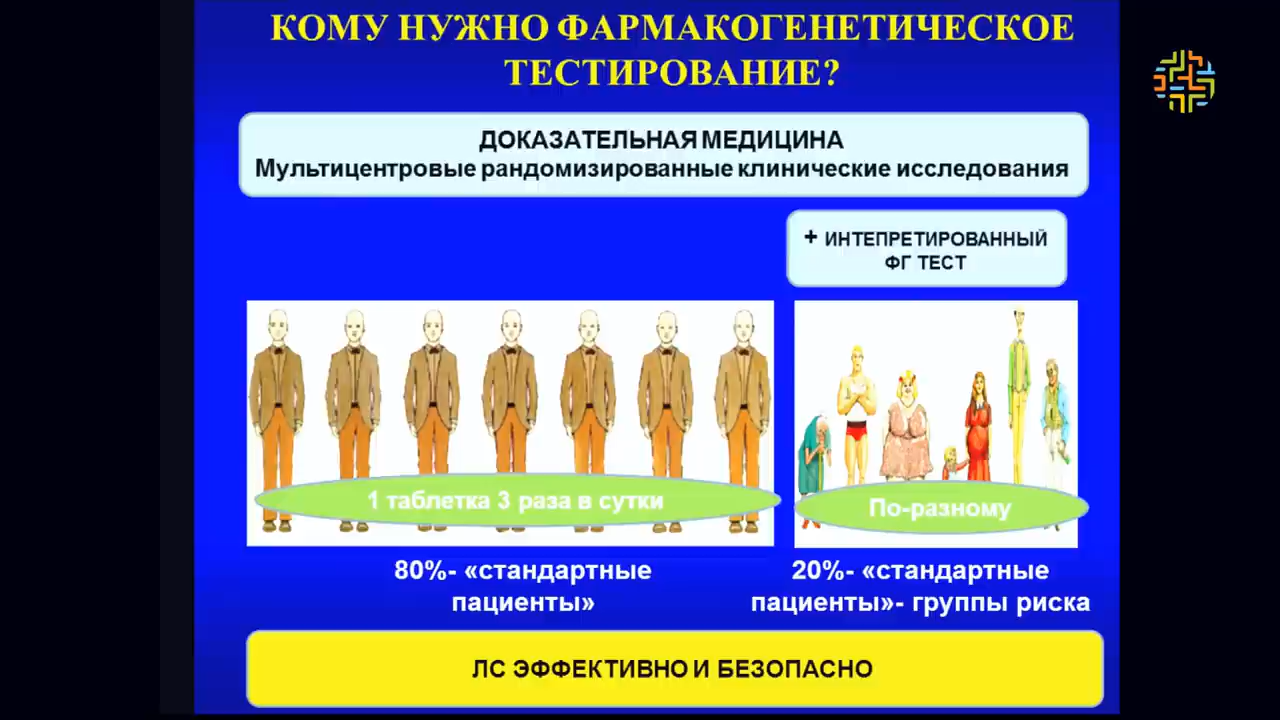 КОМУ НУЖНО ФАРМАКОГЕНЕТИЧЕСКОЕ
ТЕСТИРОВАНИЕ?
ДОКАЗАТЕЛЬНАЯ МЕДИЦИНА
Мультицентровые рандомизированные клинические исследования
+ ИНТЕПРЕТИРОВАННЫЙ
ФГ ТЕСТ
1 таблетка 3 раза в сутки
По-разному
80%- «стандартные
пациенты»
20%- «стандартные
пациенты»- группы риска
ЛС ЭФФЕКТИВНО И БЕЗОПАСНО